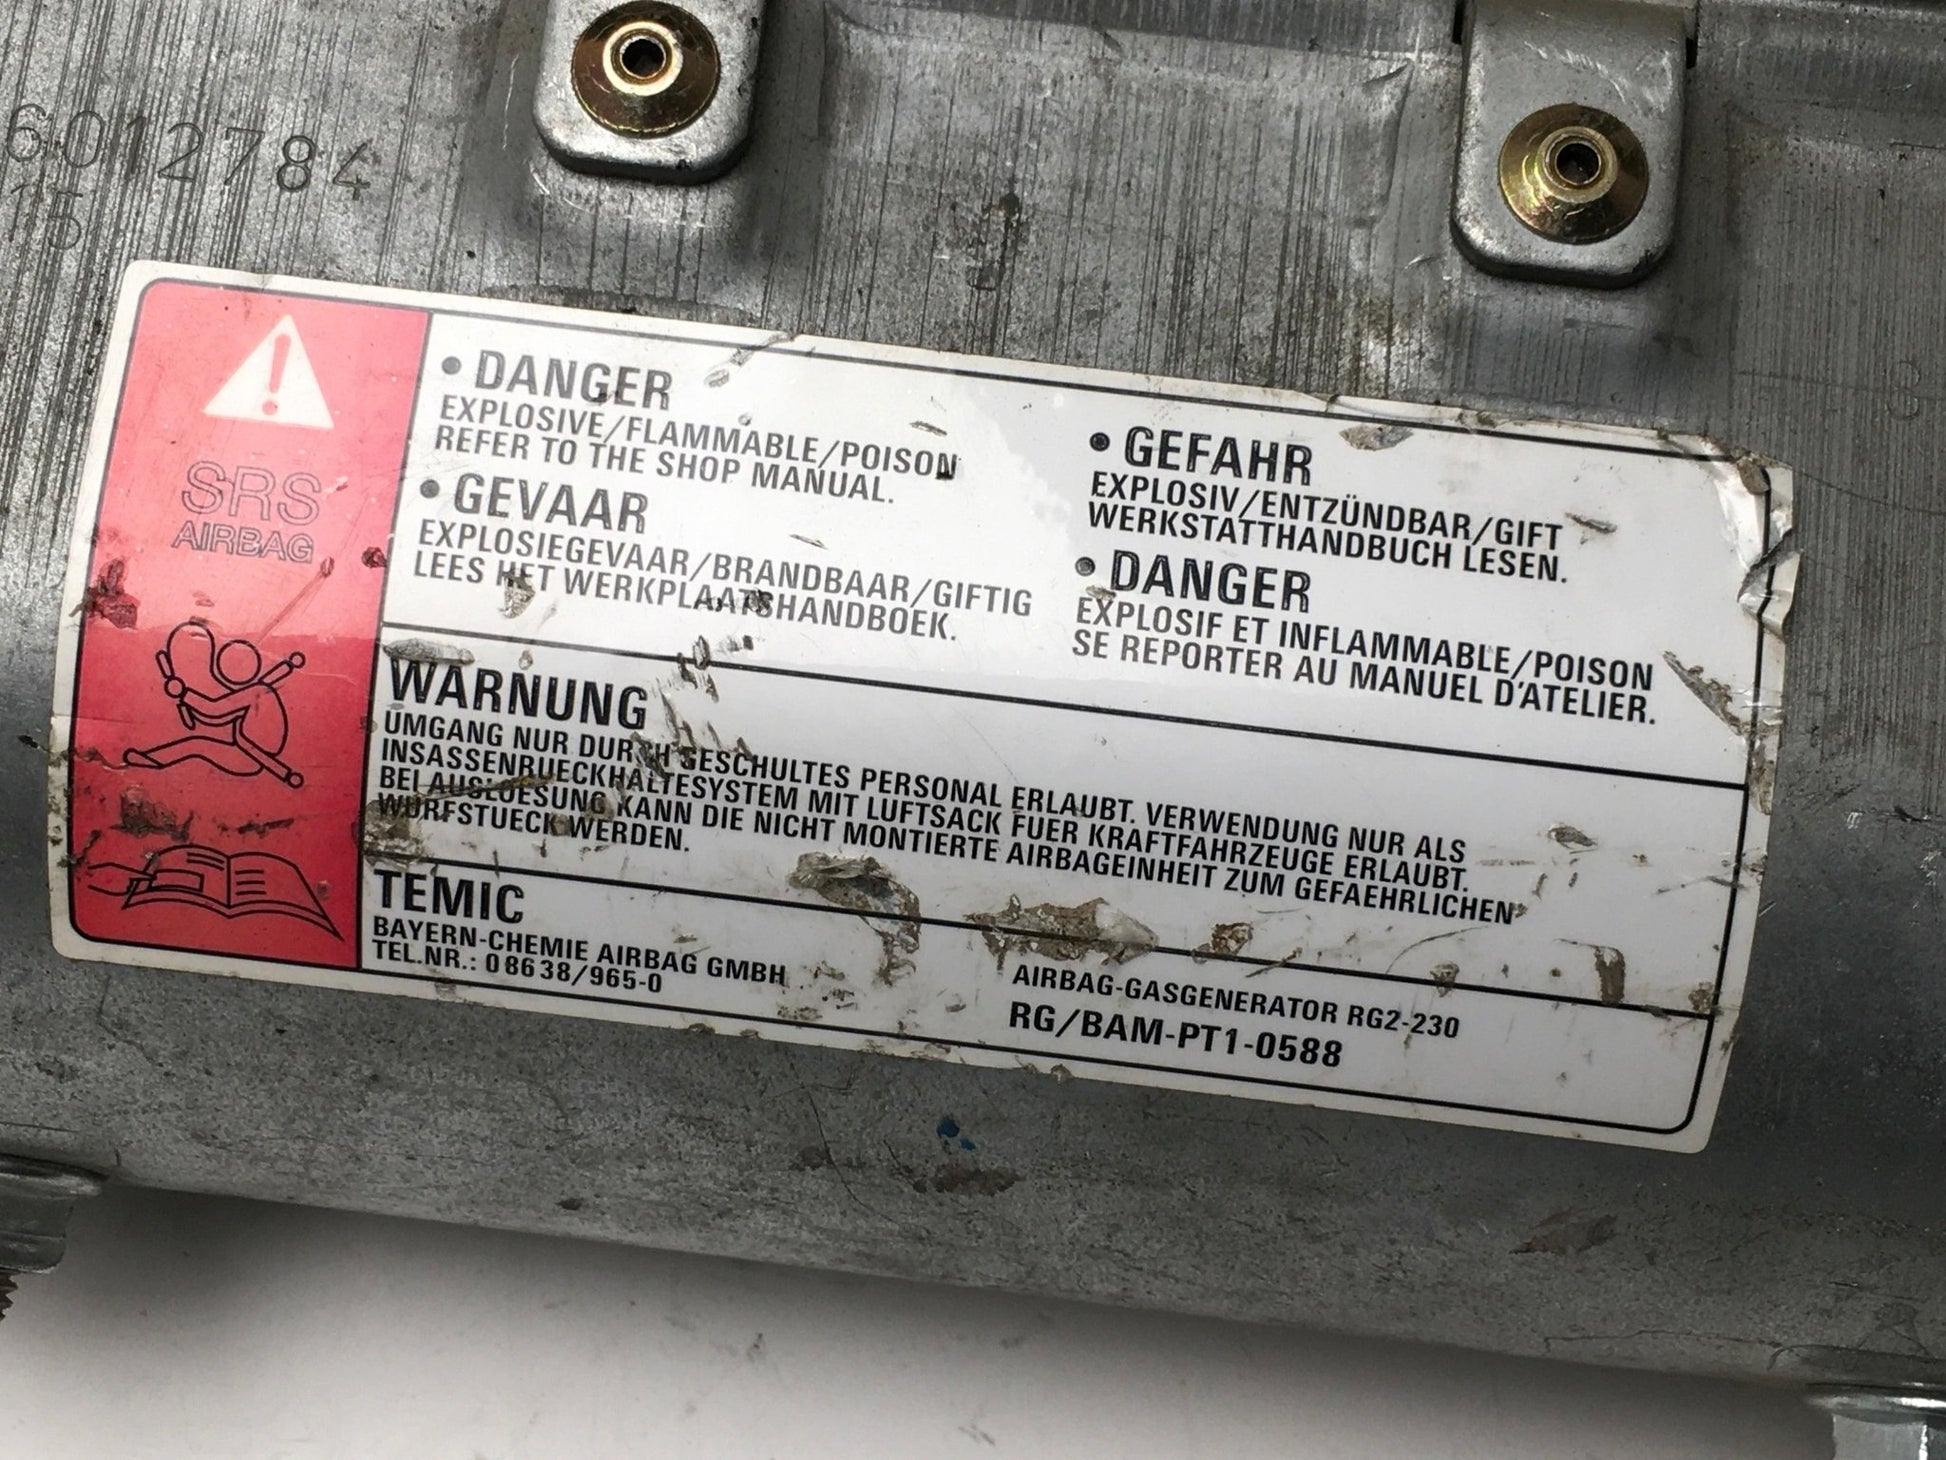 6012784
15
SRS
AIRBAG
• DANGER
EXPLOSIVE/FLAMMABLE/POISON
REFER TO THE SHOP MANUAL.
• GEVAAR
EXPLOSIEGEVAAR/BRANDBAAR/GIFTIG
LEES HET WERKPLAATSHANDBOEK.
• GEFAHR
EXPLOSIV/ENTZÜNDBAR/GIFT
WERKSTATTHANDBUCH LESEN.
• DANGER
EXPLOSIF ET INFLAMMABLE/POISON
SE REPORTER AU MANUEL D'ATELIER.
WARNUNG
UMGANG NUR DURCH GESCHULTES PERSONAL ERLAUBT. VERWENDUNG NUR ALS
INSASSENRUECKHALTESYSTEM MIT LUFTSACK FUER KRAFTFAHRZEUGE ERLAUBT.
BEI AUSLOESUNG KANN DIE NICHT MONTIERTE AIRBAGEINHEIT ZUM GEFAEHRLICHEN
WURFSTUECK WERDEN.
TEMIC
BAYERN-CHEMIE AIRBAG GMBH
TEL.NR.: 08638/965-0
AIRBAG-GASGENERATOR RG2-230
RG/BAM-PT1-0588